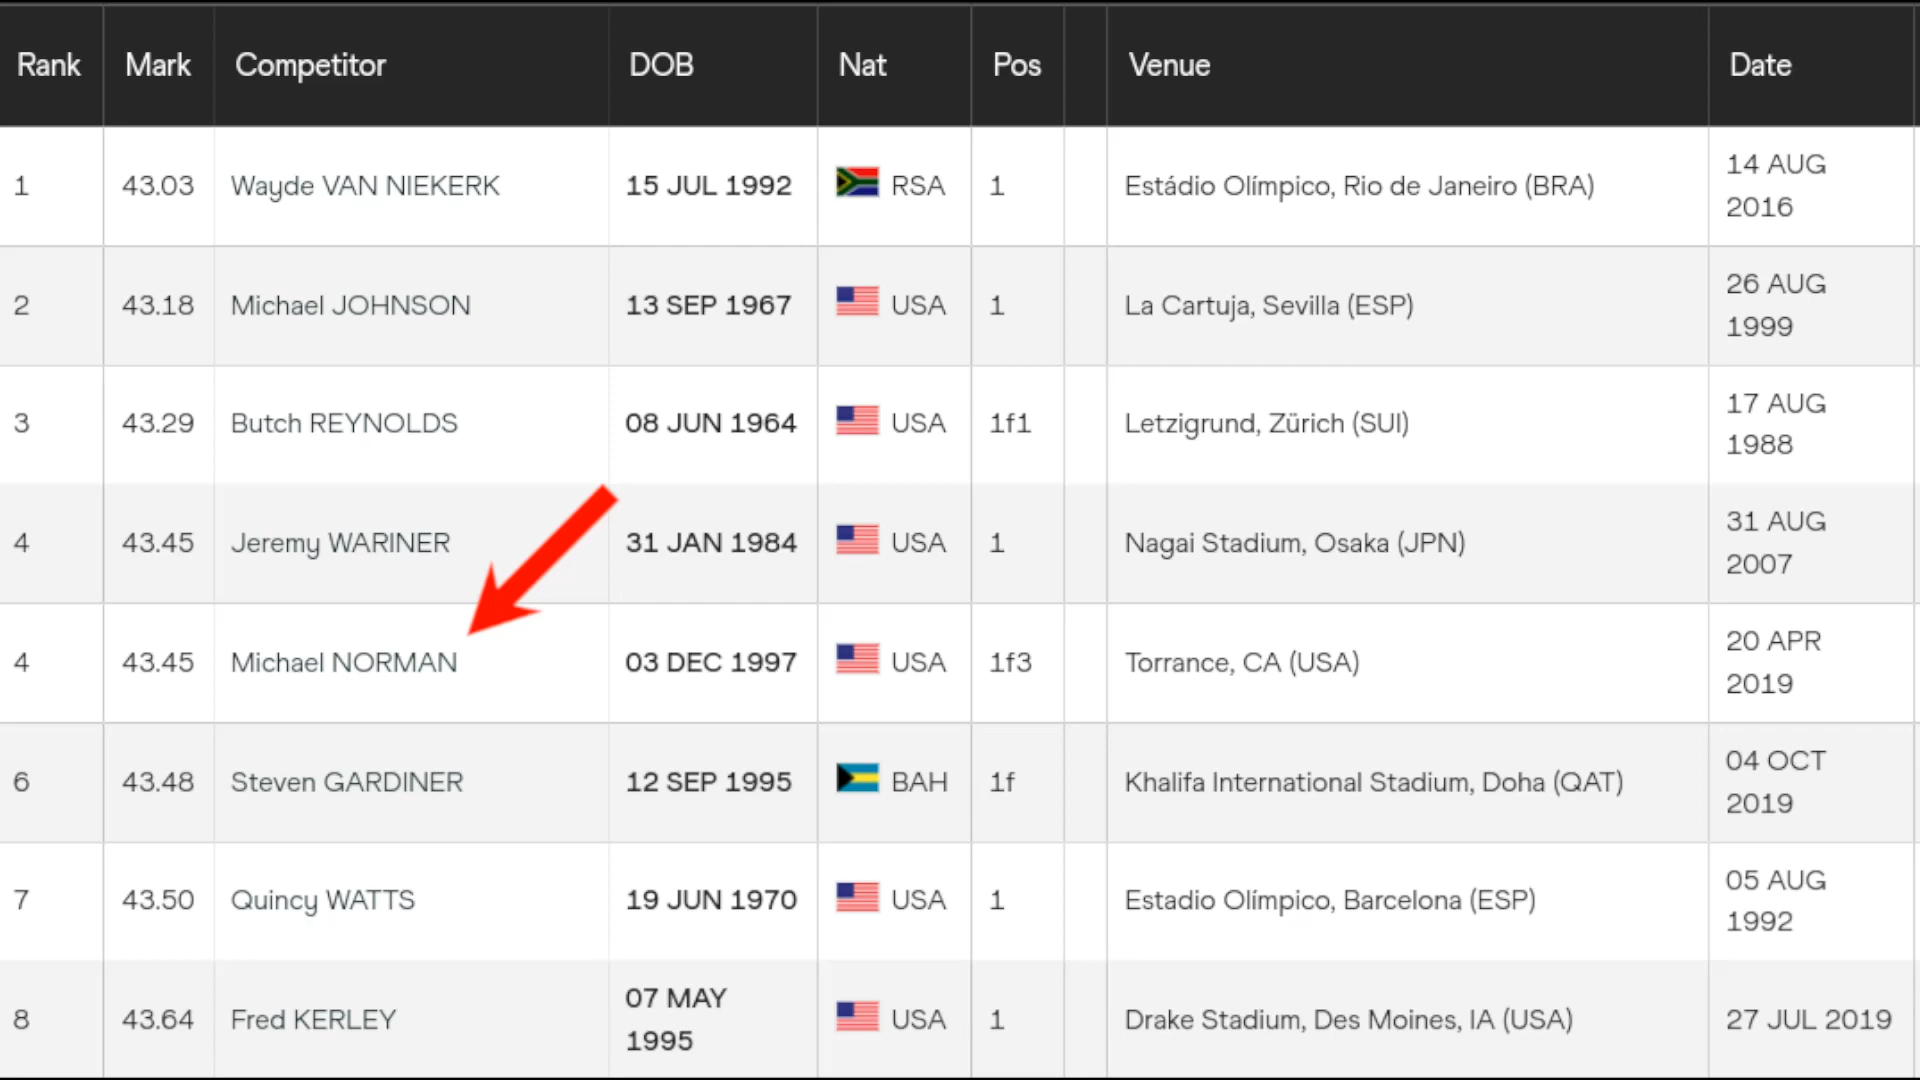 Rank Mark Competitor DOB Nat Pos Venue Date
1 43.03 Wayde VAN NIEKERK 15 JUL 1992 RSA 1 Estádio Olímpico, Rio de Janeiro (BRA) 14 AUG
2016
2 43.18 Michael JOHNSON 13 SEP 1967 USA 1 La Cartuja, Sevilla (ESP) 26 AUG
1999
3 43.29 Butch REYNOLDS 08 JUN 1964 USA 1f1 Letzigrund, Zürich (SUI) 17 AUG
1988
4 43.45 Jeremy WARINER 31 JAN 1984 USA 1 Nagai Stadium, Osaka (JPN) 31 AUG
2007
4 43.45 Michael NORMAN 03 DEC 1997 USA 1f3 Torrance, CA (USA) 20 APR
2019
6 43.48 Steven GARDINER 12 SEP 1995 BAH 1f Khalifa International Stadium, Doha (QAT) 04 OCT
2019
7 43.50 Quincy WATTS 19 JUN 1970 USA 1 Estadio Olímpico, Barcelona (ESP) 05 AUG
1992
8 43.64 Fred KERLEY 07 MAY
1995 USA 1 Drake Stadium, Des Moines, IA (USA) 27 JUL 2019